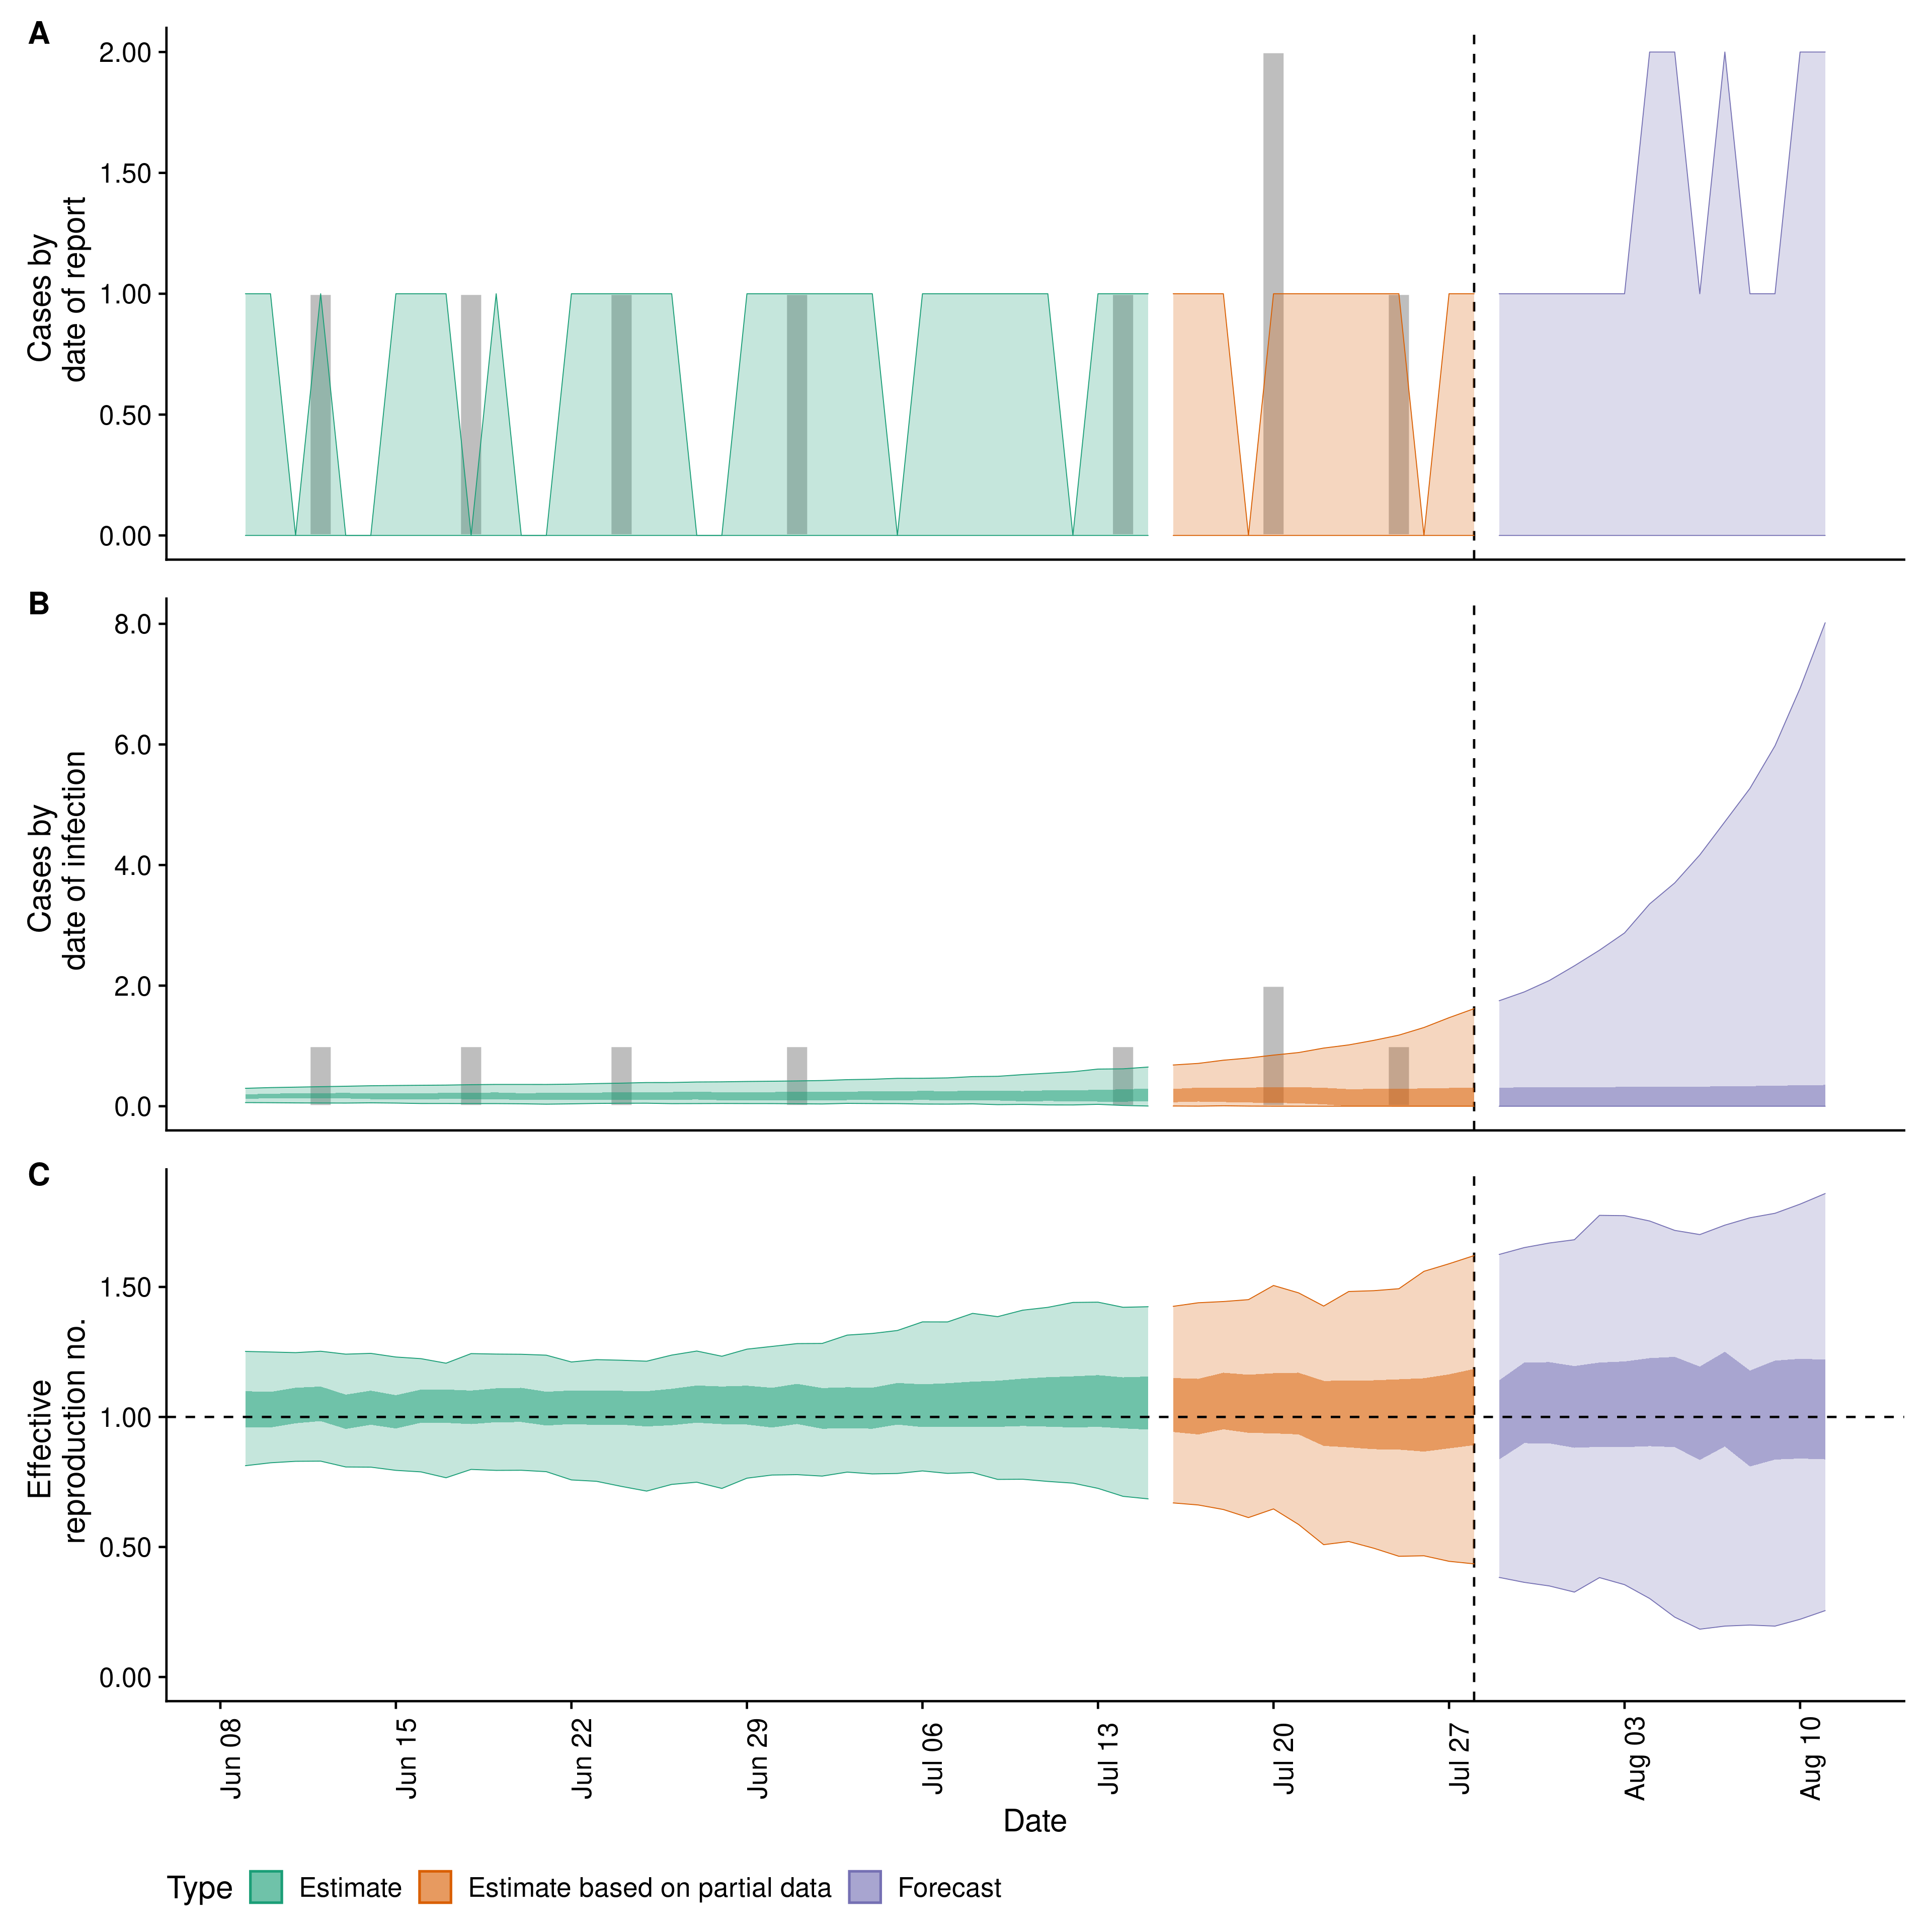 A
Cases by
date of report
2.00
1.50
1.00
0.50
0.00
B
Cases by
date of infection
8.0
6.0
4.0
2.0
0.0
C
Effective
reproduction no.
1.50
1.00
0.50
0.00
Jun 08
Jun 15
Jun 22
Jun 29
Jul 06
Jul 13
Jul 20
Jul 27
Aug 03
Aug 10
Date
Type Estimate Estimate based on partial data Forecast